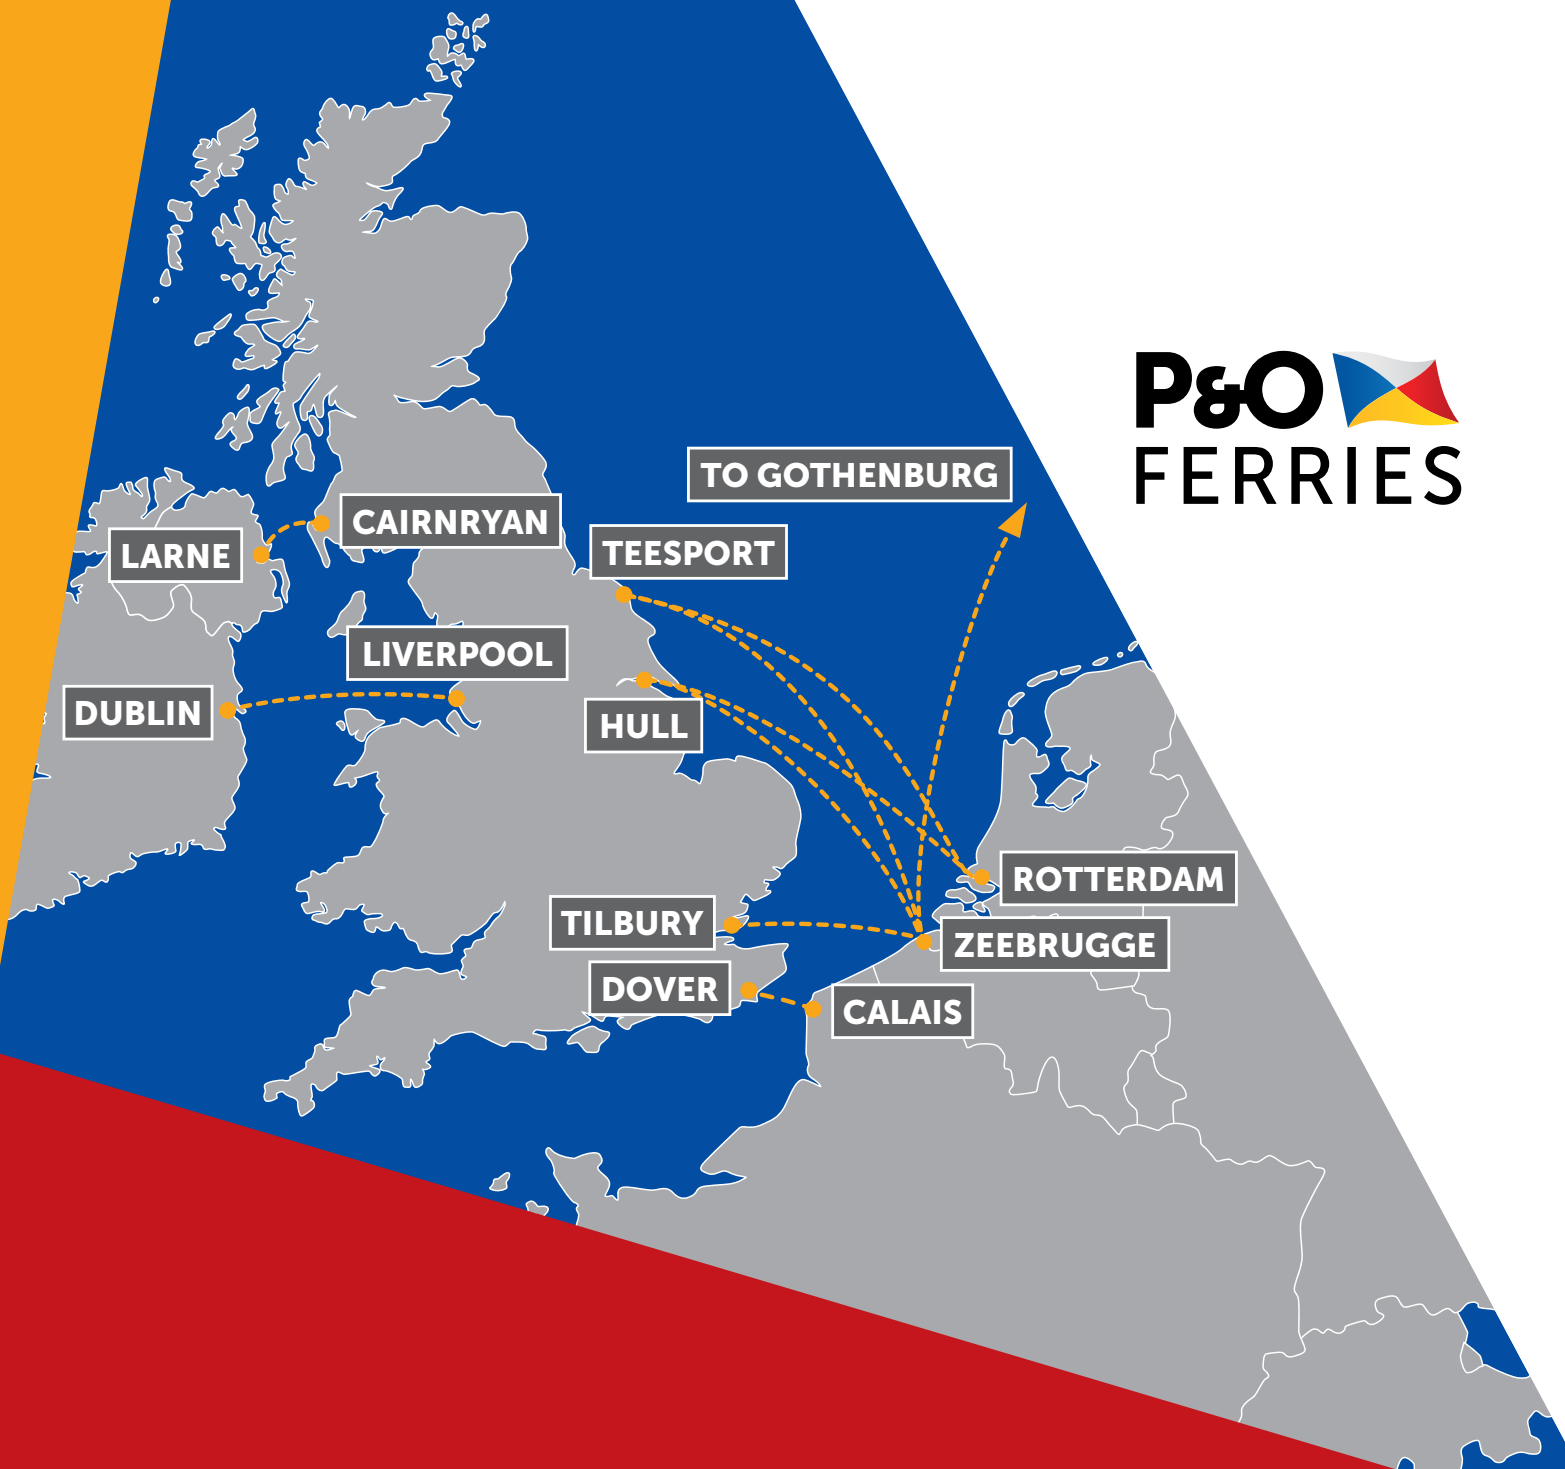 P&O
FERRIES
TO GOTHENBURG
CAIRNRYAN
LARNE
TEESPORT
LIVERPOOL
DUBLIN
HULL
ROTTERDAM
TILBURY
ZEEBRUGGE
DOVER
CALAIS